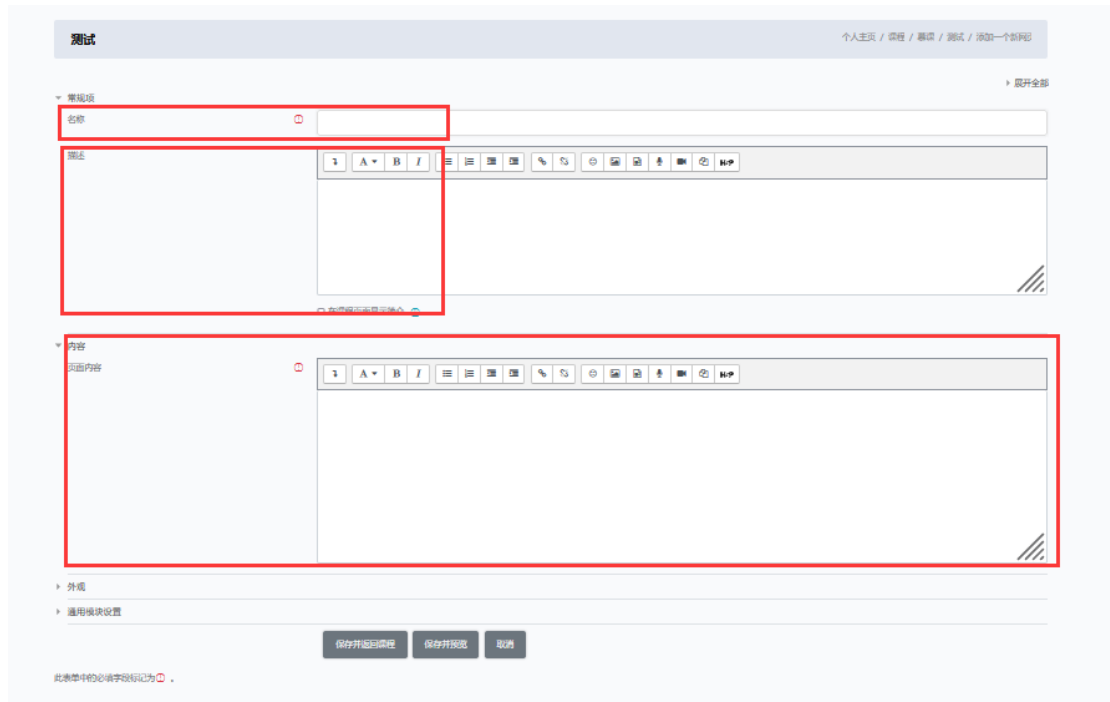 测试
个人主页 / 课程 / 慕课 / 测试 / 添加一个新网页
展开全部
常规项
名称
描述
A B I H-P
在课程页面显示简介
内容
页面内容
A B I H-P
外观
通用模块设置
保存并返回课程 保存并预览 取消
此表单中的必填字段标记为 。